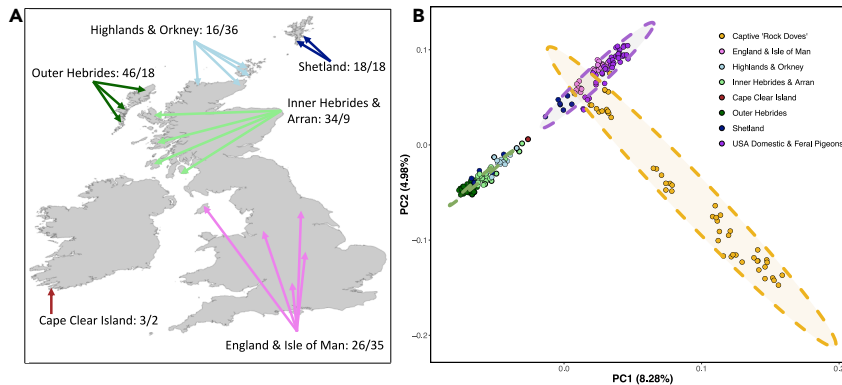 A
Highlands & Orkney: 16/36
Shetland: 18/18
Outer Hebrides: 46/18
Inner Hebrides &
Arran: 34/9
Cape Clear Island: 3/2
England & Isle of Man: 26/35
B
0.1
0.0
−0.1
−0.2
PC2 (4.98%)
0.0
0.1
0.2
PC1 (8.28%)
Captive 'Rock Doves'
England & Isle of Man
Highlands & Orkney
Inner Hebrides & Arran
Cape Clear Island
Outer Hebrides
Shetland
USA Domestic & Feral Pigeons